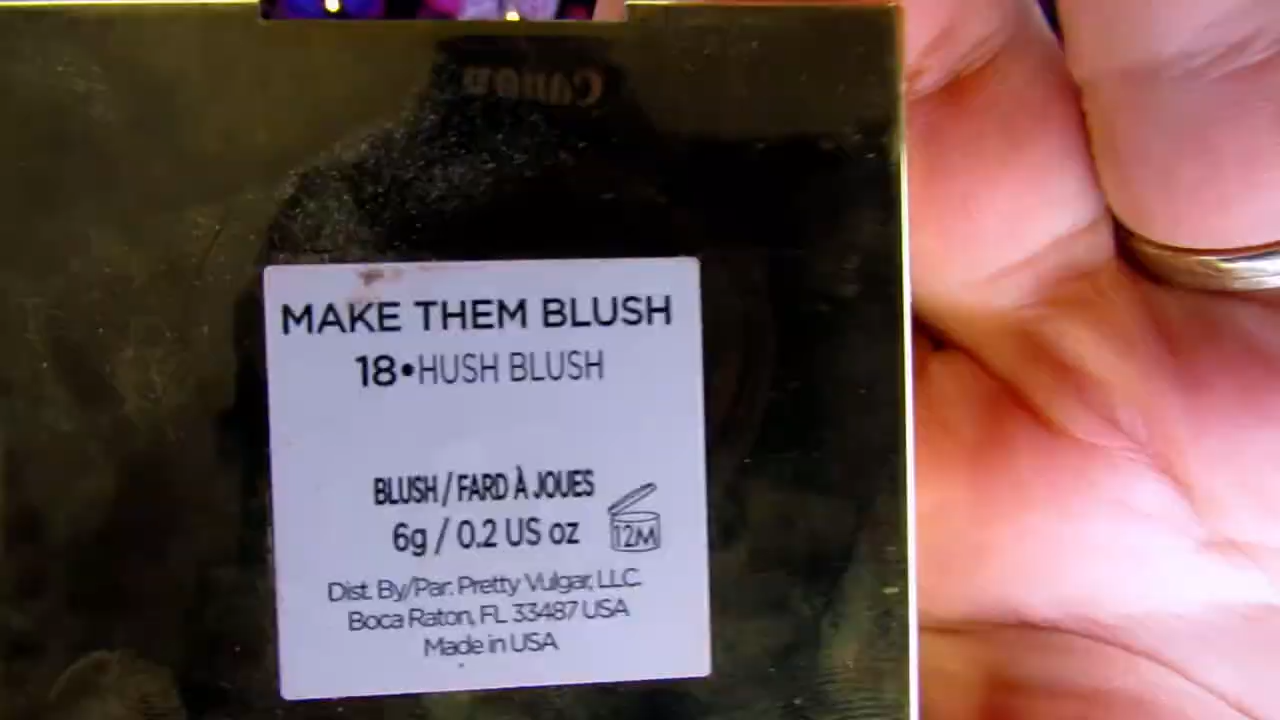 Canon
MAKE THEM BLUSH
18•HUSH BLUSH
BLUSH / FARD À JOUES
6g / 0.2 US oz
12M
Dist. By/Par. Pretty Vulgar, LLC.
Boca Raton, FL 33487 USA
Made in USA